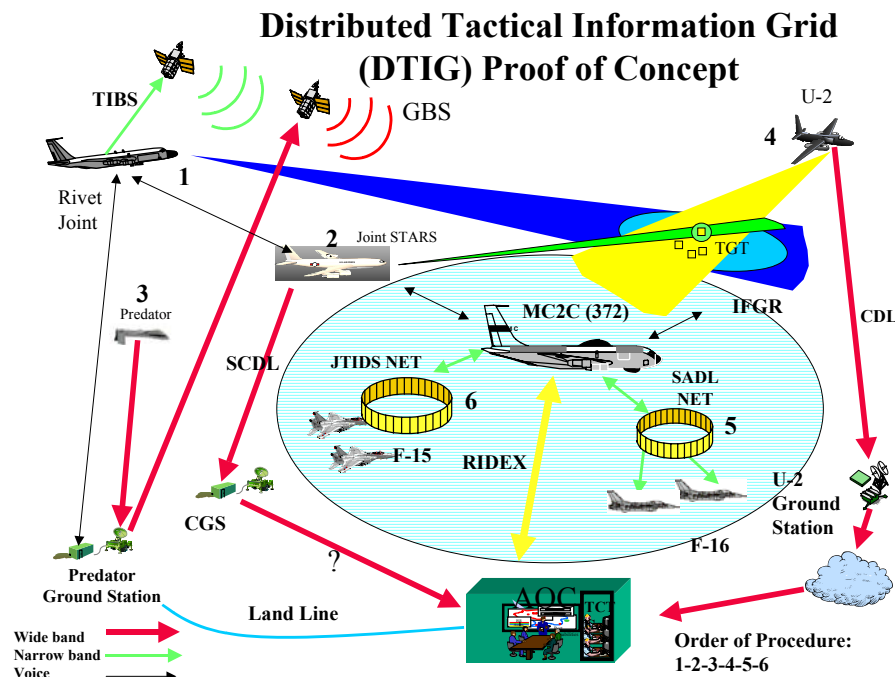 Distributed Tactical Information Grid
(DTIG) Proof of Concept
TIBS
GBS
U-2
4
1
Rivet
Joint
2
Joint STARS
TGT
3
Predator
MC2C (372)
IFGR
CDL
SCDL
JTIDS NET
6
SADL
NET
5
F-15
RIDEX
U-2
Ground
Station
CGS
F-16
?
Predator
Ground Station
AOC
TCT
Land Line
Order of Procedure:
1-2-3-4-5-6
Wide band
Narrow band
Voice